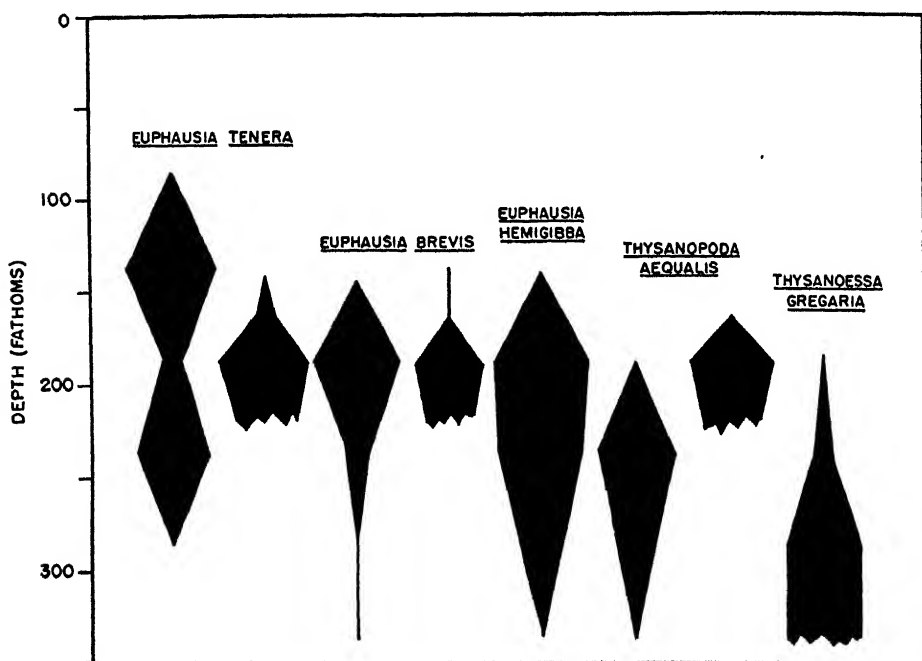 0
EUPHAUSIA TENERA
100
EUPHAUSIA BREVIS
EUPHAUSIA
HEMIGIBBA
THYSANOPODA
AEQUALIS
THYSANOESSA
GREGARIA
200
300
DEPTH (FATHOMS)